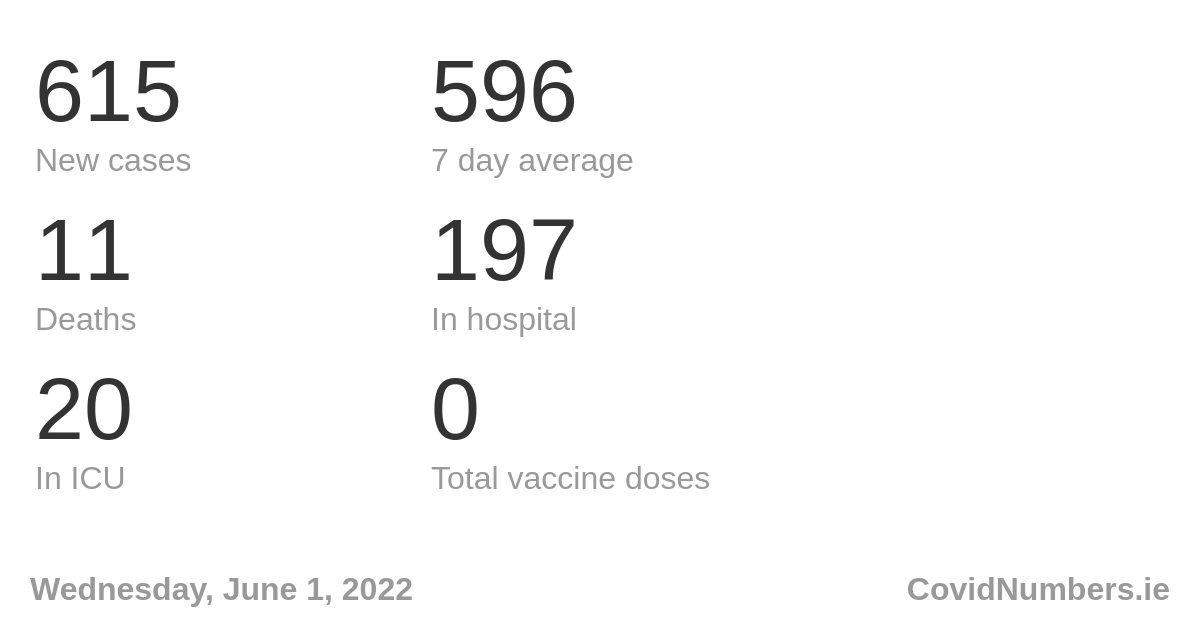 615
New cases
596
7 day average
11
Deaths
197
In hospital
20
In ICU
0
Total vaccine doses
Wednesday, June 1, 2022
CovidNumbers.ie